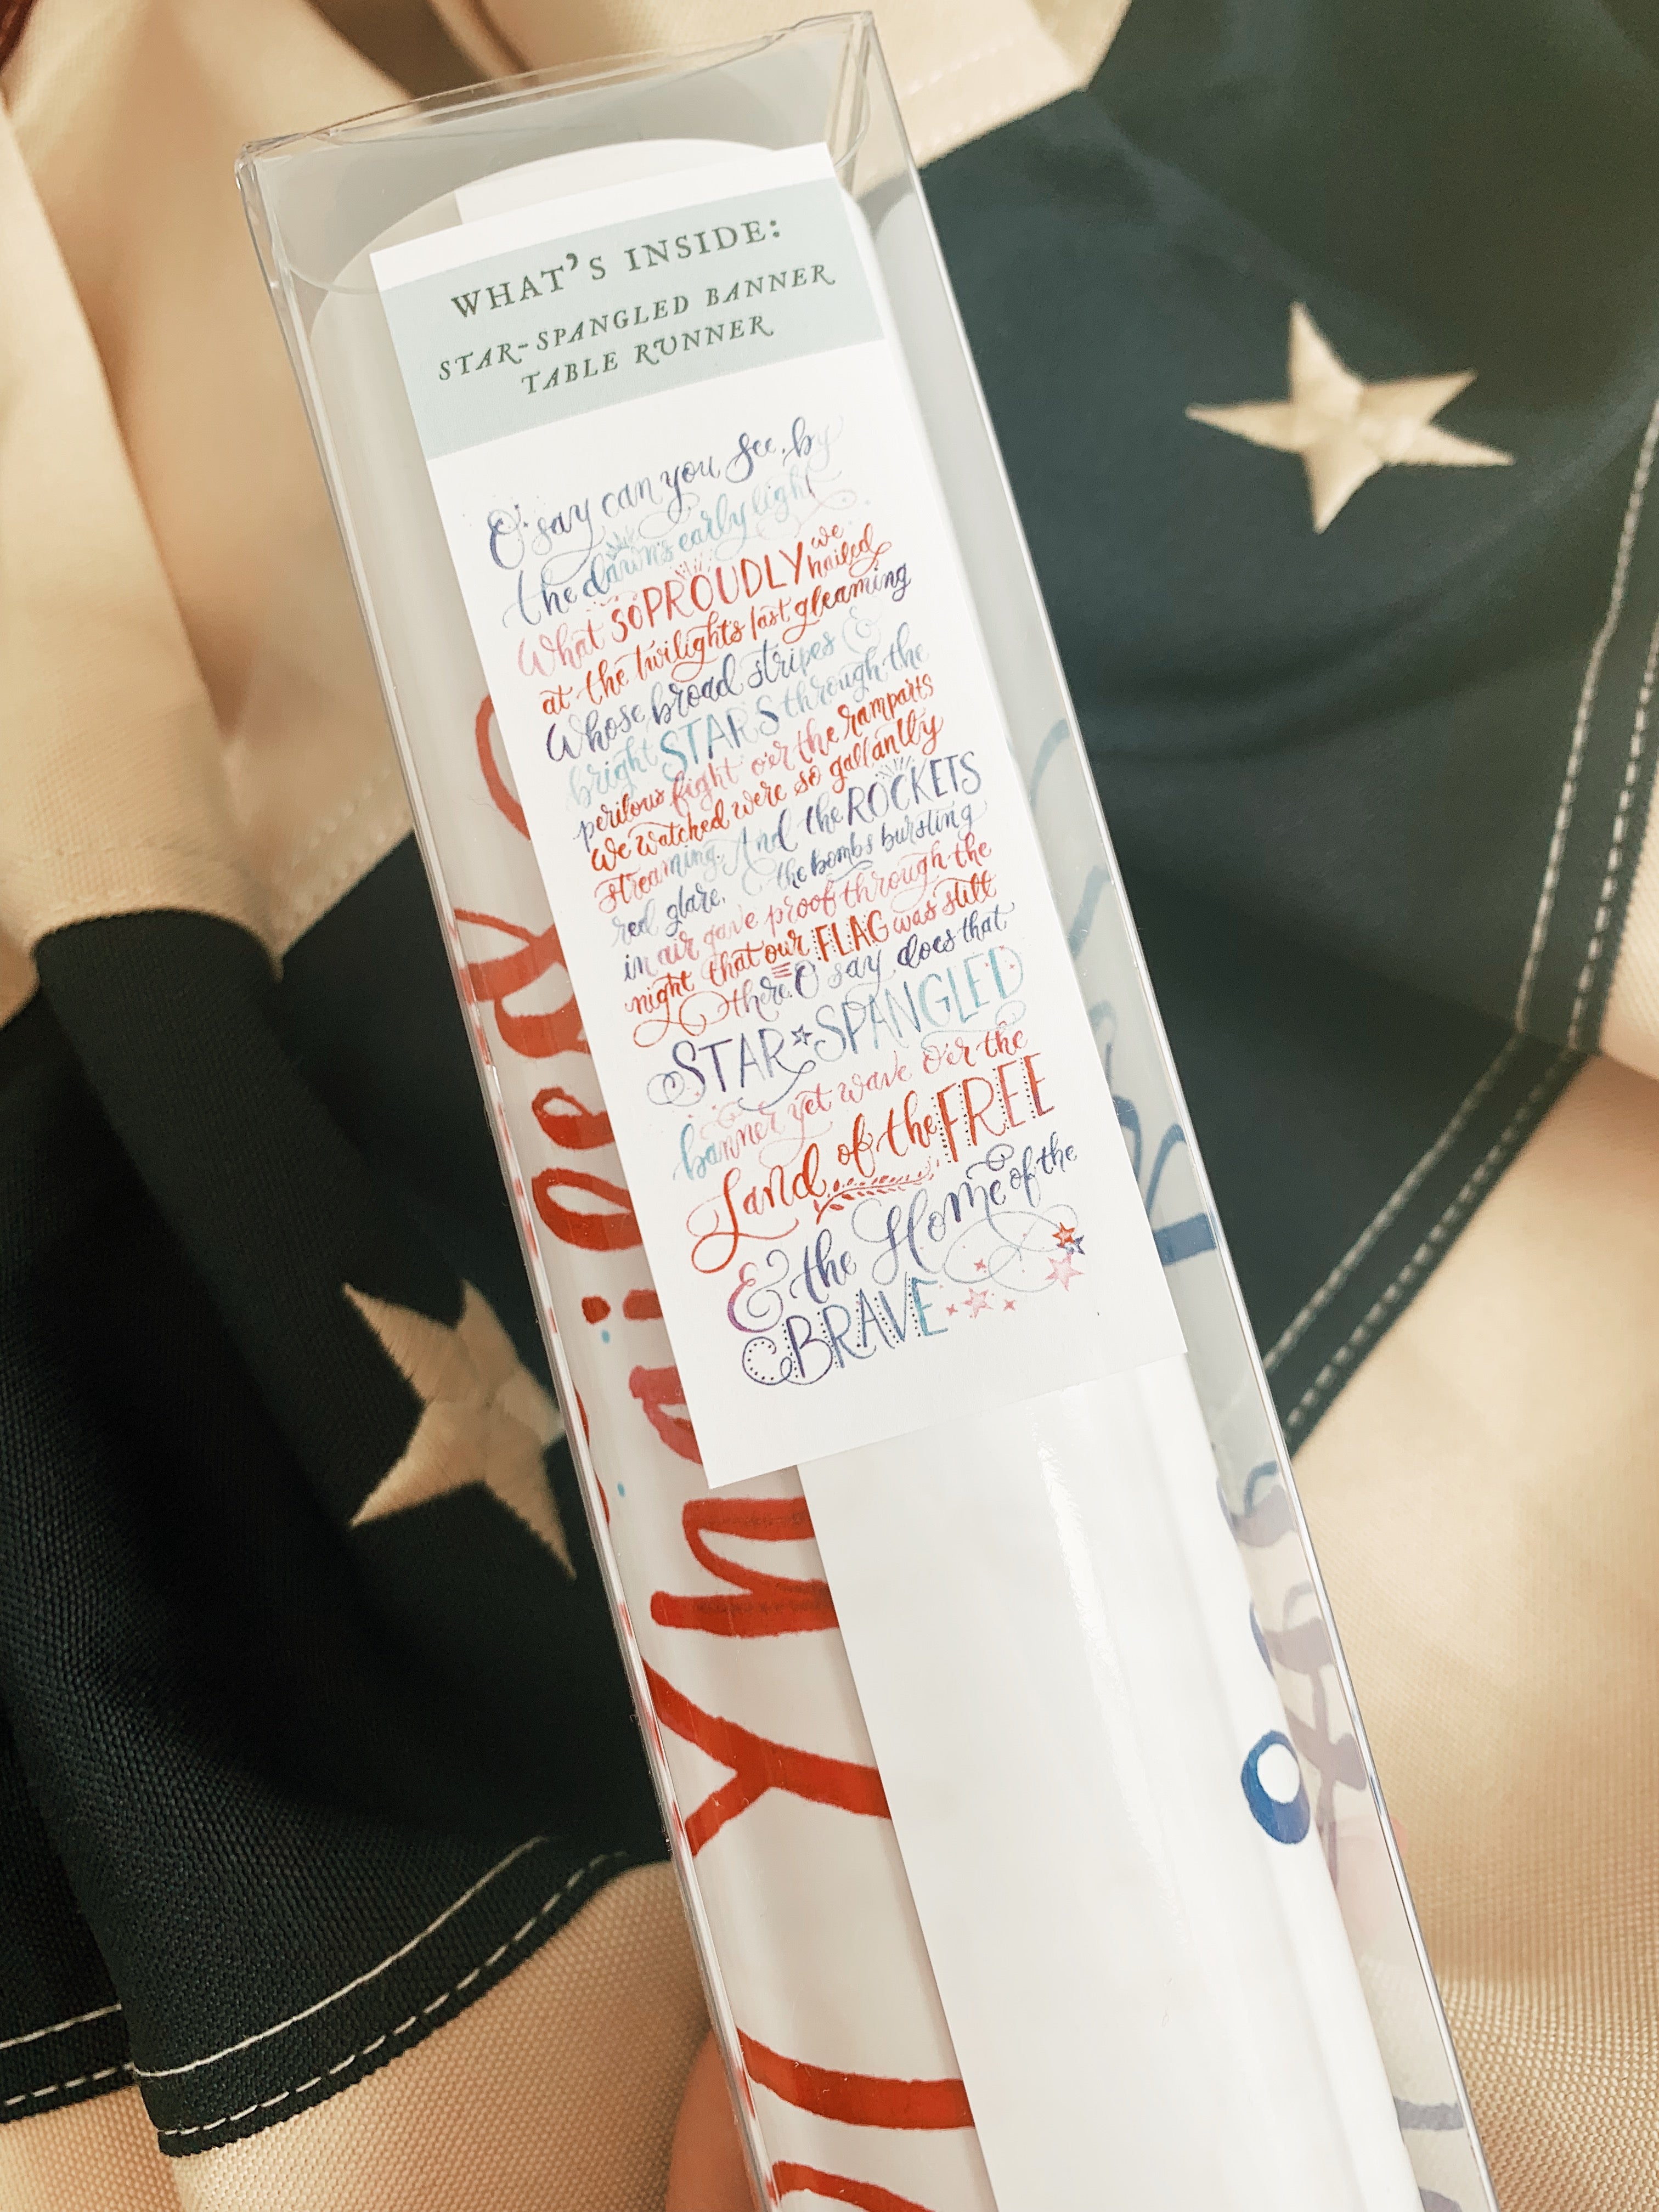 WHAT'S INSIDE:
STAR-SPANGLED BANNER
TABLE RUNNER
O' say can you see, by
the dawn's early light
What so PROUDLY we hailed
at the twilights last gleaming
Whose broad stripes &
bright STARS through the
perilous fight o'er the ramparts
We watched were so gallantly
streaming. And the ROCKETS
red glare, & the bombs bursting
in air gave proof through the
night that our FLAG was still
there. O say does that
STAR SPANGLED
banner yet wave O'er the
Land of the FREE
& the Home of the
BRAVE